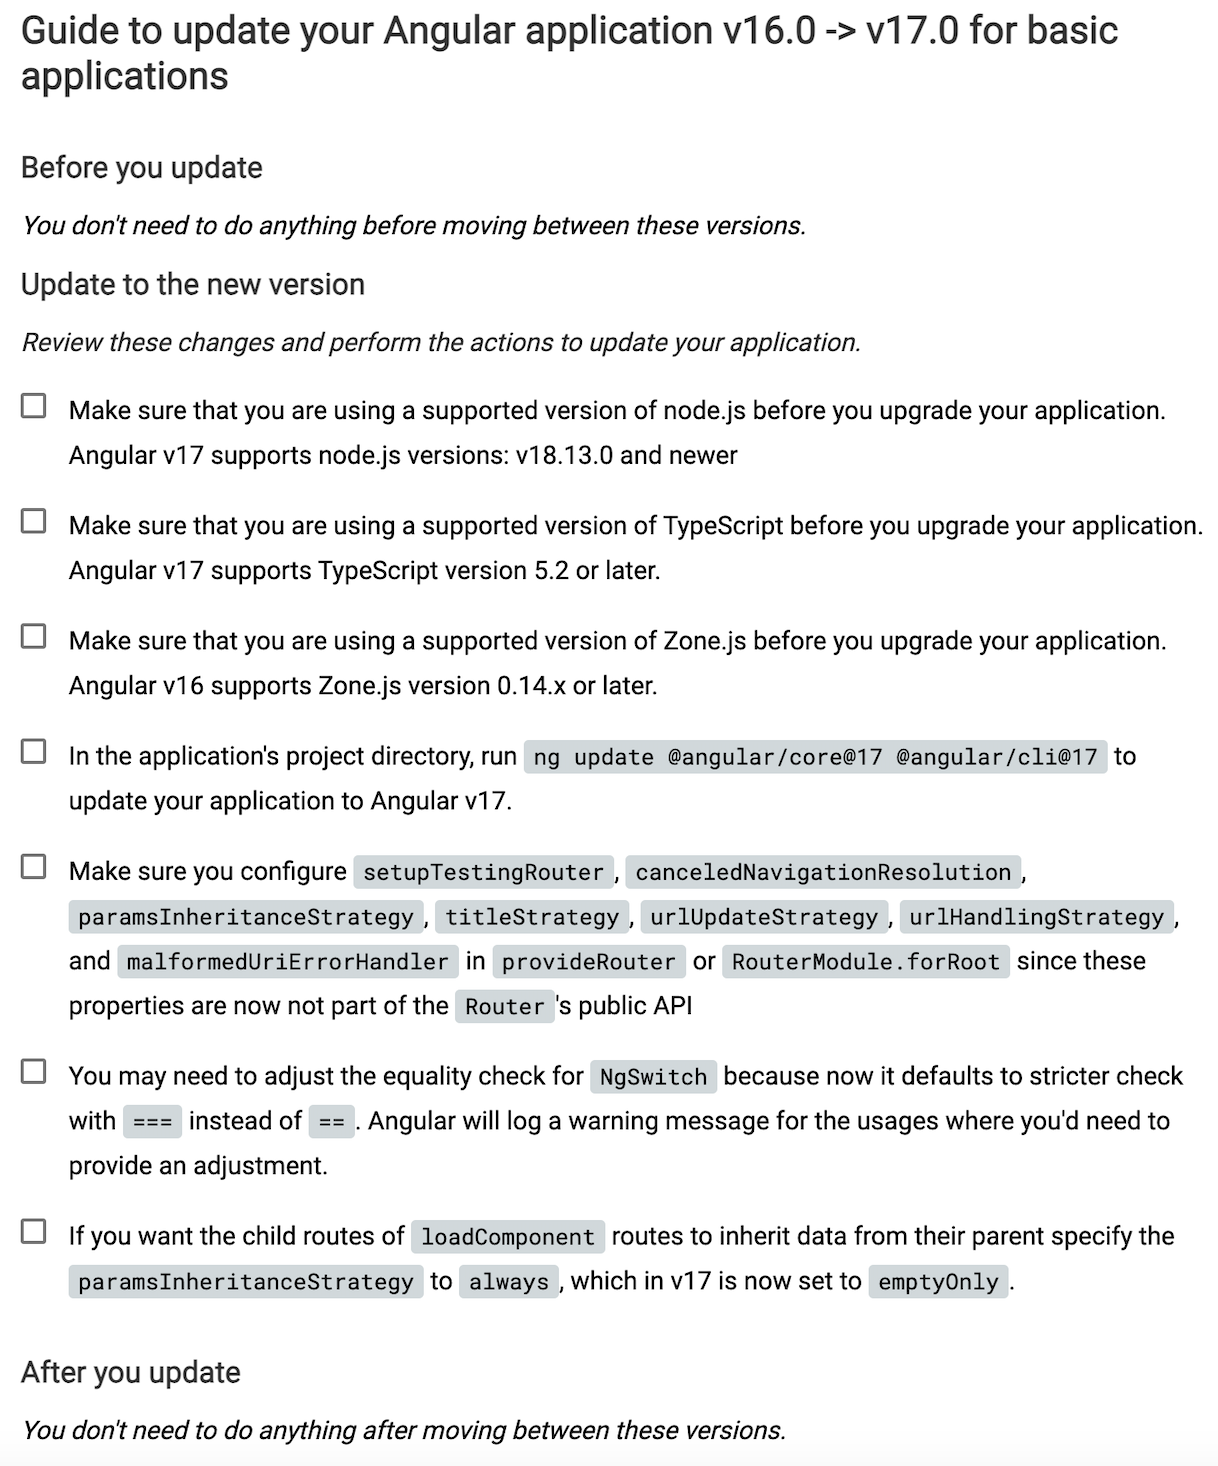 Guide to update your Angular application v16.0 -> v17.0 for basic
applications
Before you update
You don't need to do anything before moving between these versions.
Update to the new version
Review these changes and perform the actions to update your application.
Make sure that you are using a supported version of node.js before you upgrade your application.
Angular v17 supports node.js versions: v18.13.0 and newer
Make sure that you are using a supported version of TypeScript before you upgrade your application.
Angular v17 supports TypeScript version 5.2 or later.
Make sure that you are using a supported version of Zone.js before you upgrade your application.
Angular v16 supports Zone.js version 0.14.x or later.
In the application's project directory, run ng update @angular/core@17 @angular/cli@17 to
update your application to Angular v17.
Make sure you configure setupTestingRouter, canceledNavigationResolution,
paramsInheritanceStrategy, titleStrategy, urlUpdateStrategy, urlHandlingStrategy,
and malformedUriErrorHandler in provideRouter or RouterModule.forRoot since these
properties are now not part of the Router's public API
You may need to adjust the equality check for NgSwitch because now it defaults to stricter check
with === instead of ==. Angular will log a warning message for the usages where you'd need to
provide an adjustment.
If you want the child routes of loadComponent routes to inherit data from their parent specify the
paramsInheritanceStrategy to always, which in v17 is now set to emptyOnly.
After you update
You don't need to do anything after moving between these versions.